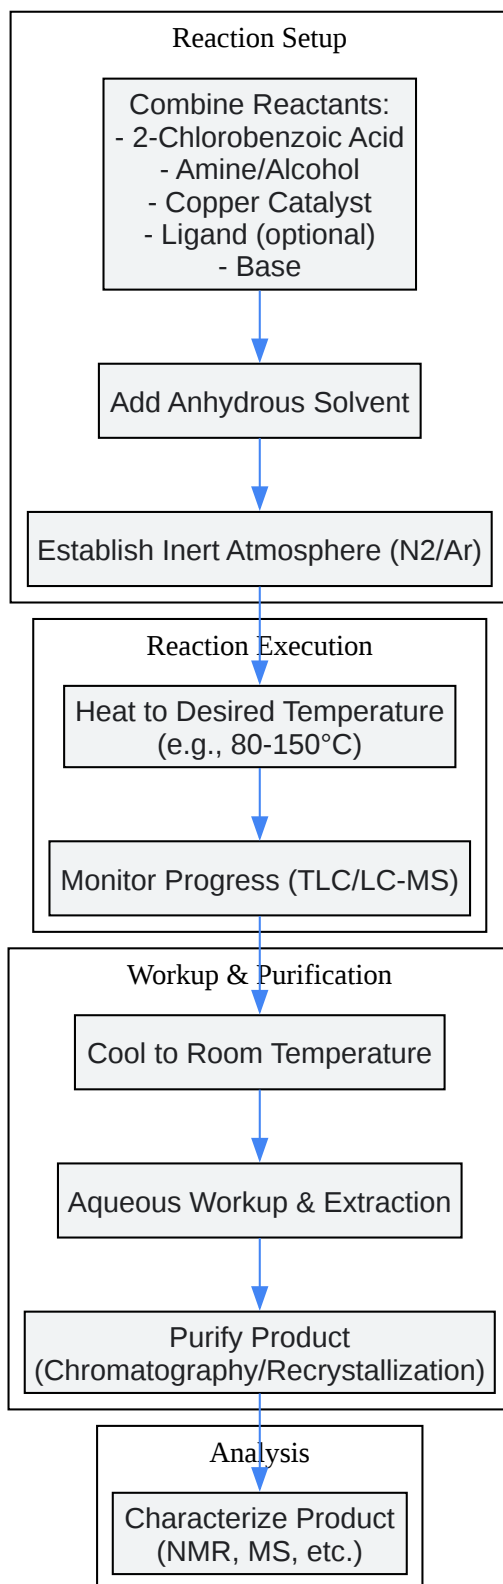 Reaction Setup
Combine Reactants:
- 2-Chlorobenzoic Acid
- Amine/Alcohol
- Copper Catalyst
- Ligand (optional)
- Base
Add Anhydrous Solvent
Establish Inert Atmosphere (N2/Ar)
Reaction Execution
Heat to Desired Temperature
(e.g., 80-150°C)
Monitor Progress (TLC/LC-MS)
Workup & Purification
Cool to Room Temperature
Aqueous Workup & Extraction
Purify Product
(Chromatography/Recrystallization)
Analysis
Characterize Product
(NMR, MS, etc.)